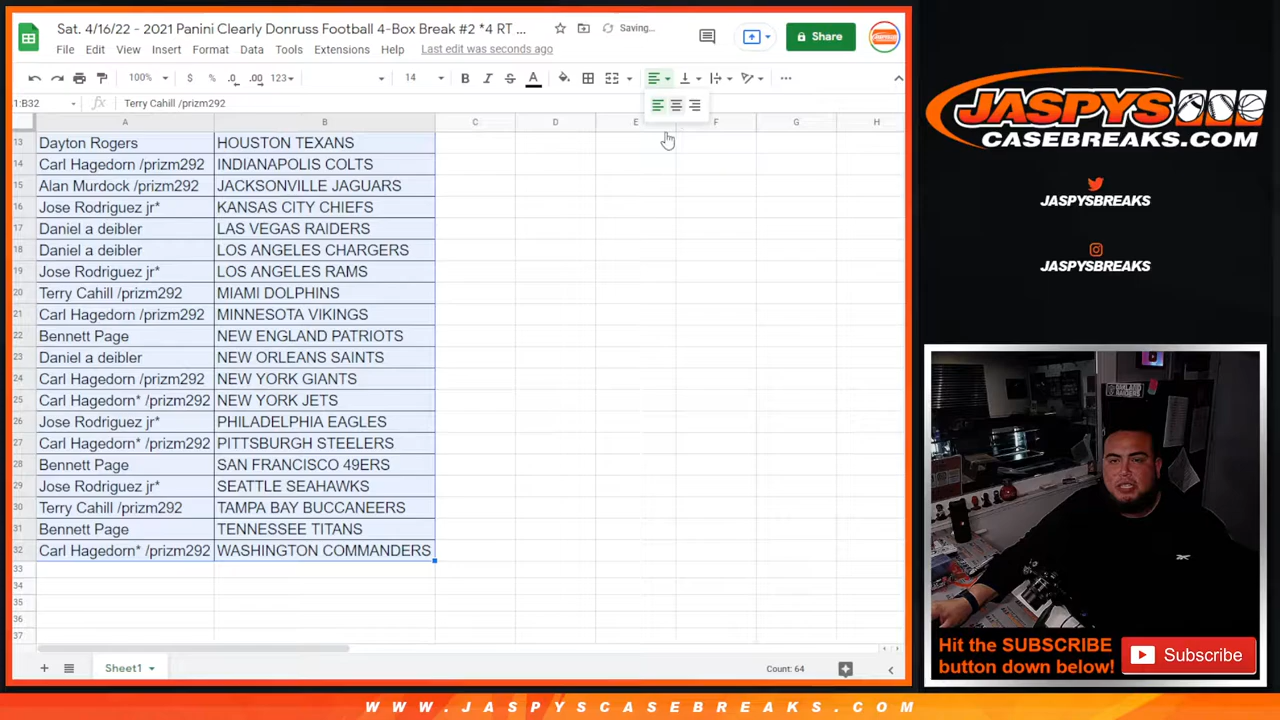 Sat. 4/16/22 - 2021 Panini Clearly Donruss Football 4-Box Break #2 *4 RT ...
Saving...
Share
File Edit View Insert Format Data Tools Extensions Help Last edit was seconds ago
100% $ % .0 .00 123 14 B I S A
1:B32 fx Terry Cahill /prizm292
A B C D E F G H
13 Dayton Rogers HOUSTON TEXANS
14 Carl Hagedorn /prizm292 INDIANAPOLIS COLTS
15 Alan Murdock /prizm292 JACKSONVILLE JAGUARS
16 Jose Rodriguez jr* KANSAS CITY CHIEFS
17 Daniel a deibler LAS VEGAS RAIDERS
18 Daniel a deibler LOS ANGELES CHARGERS
19 Jose Rodriguez jr* LOS ANGELES RAMS
20 Terry Cahill /prizm292 MIAMI DOLPHINS
21 Carl Hagedorn /prizm292 MINNESOTA VIKINGS
22 Bennett Page NEW ENGLAND PATRIOTS
23 Daniel a deibler NEW ORLEANS SAINTS
24 Carl Hagedorn /prizm292 NEW YORK GIANTS
25 Carl Hagedorn* /prizm292 NEW YORK JETS
26 Jose Rodriguez jr* PHILADELPHIA EAGLES
27 Carl Hagedorn* /prizm292 PITTSBURGH STEELERS
28 Bennett Page SAN FRANCISCO 49ERS
29 Jose Rodriguez jr* SEATTLE SEAHAWKS
30 Terry Cahill /prizm292 TAMPA BAY BUCCANEERS
31 Bennett Page TENNESSEE TITANS
32 Carl Hagedorn* /prizm292 WASHINGTON COMMANDERS
33
34
35
36
37
Sheet1
Count: 64
JASPYS
CASEBREAKS.COM
JASPYSBREAKS
JASPYSBREAKS
OAKLAND
RAIDERS
Hit the SUBSCRIBE
button down below!
Subscribe
WWW.JASPYSCASEBREAKS.COM